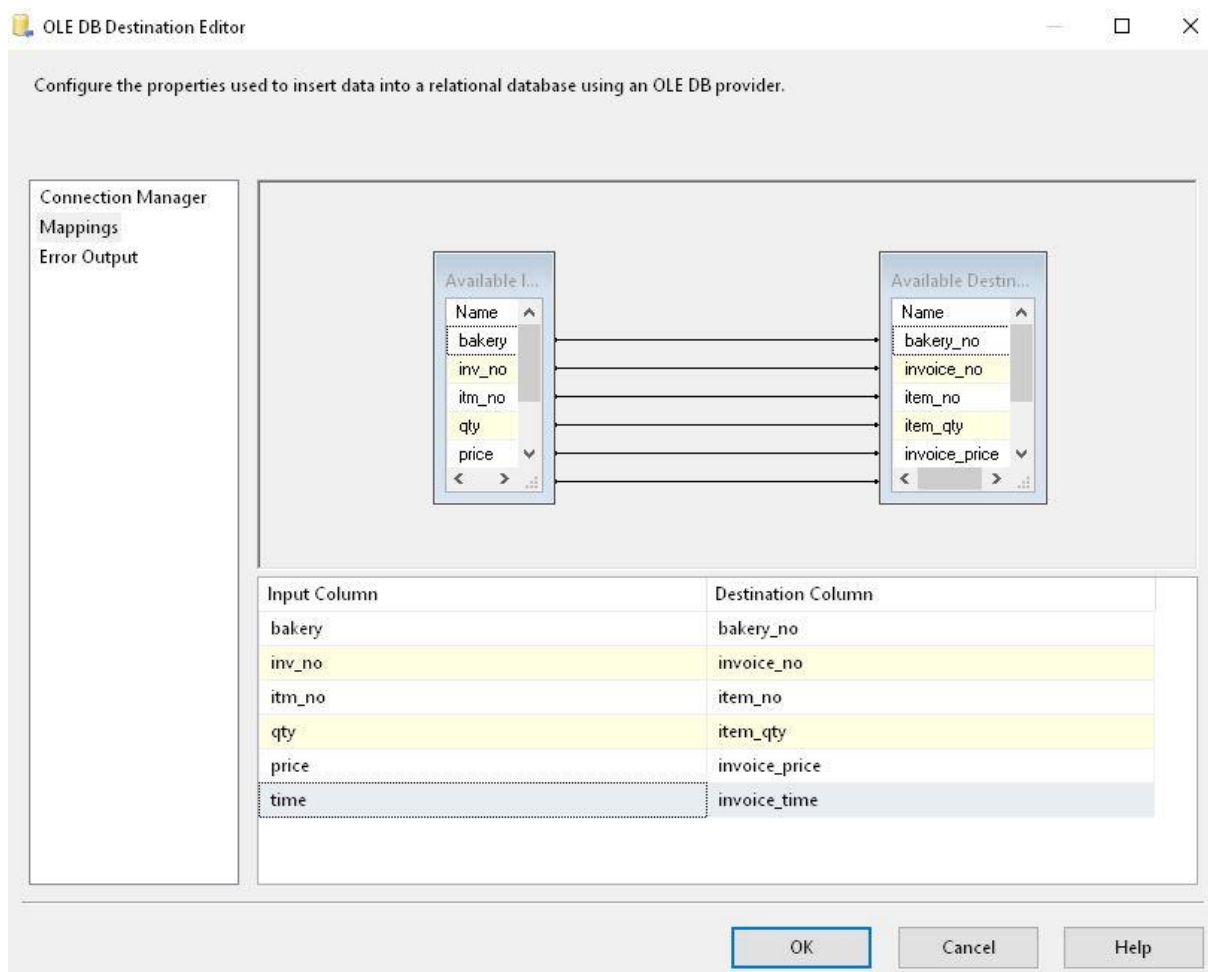 OLE DB Destination Editor
Configure the properties used to insert data into a relational database using an OLE DB provider.
Connection Manager
Mappings
Error Output
Available I...
Name
bakery
inv_no
itm_no
qty
price
Available Destin...
Name
bakery_no
invoice_no
item_no
item_qty
invoice_price
Input Column Destination Column
bakery bakery_no
inv_no invoice_no
itm_no item_no
qty item_qty
price invoice_price
time invoice_time
OK Cancel Help